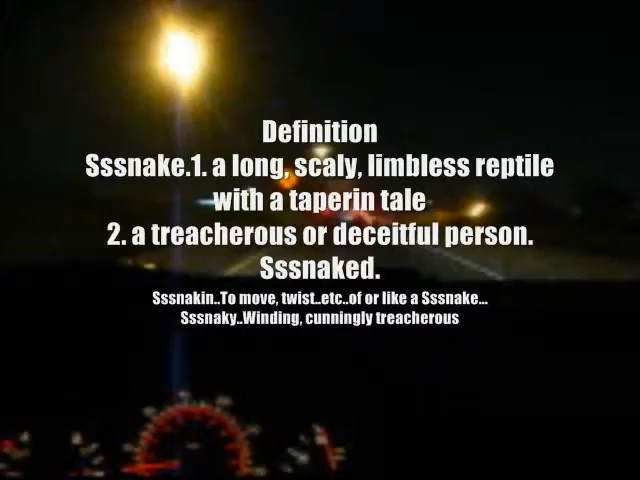 Definition
Sssnake.1. a long, scaly, limbless reptile
with a taperin tale
2. a treacherous or deceitful person.
Sssnaked.
Sssnakin..To move, twist..etc..of or like a Sssnake...
Sssnaky..Winding, cunningly treacherous